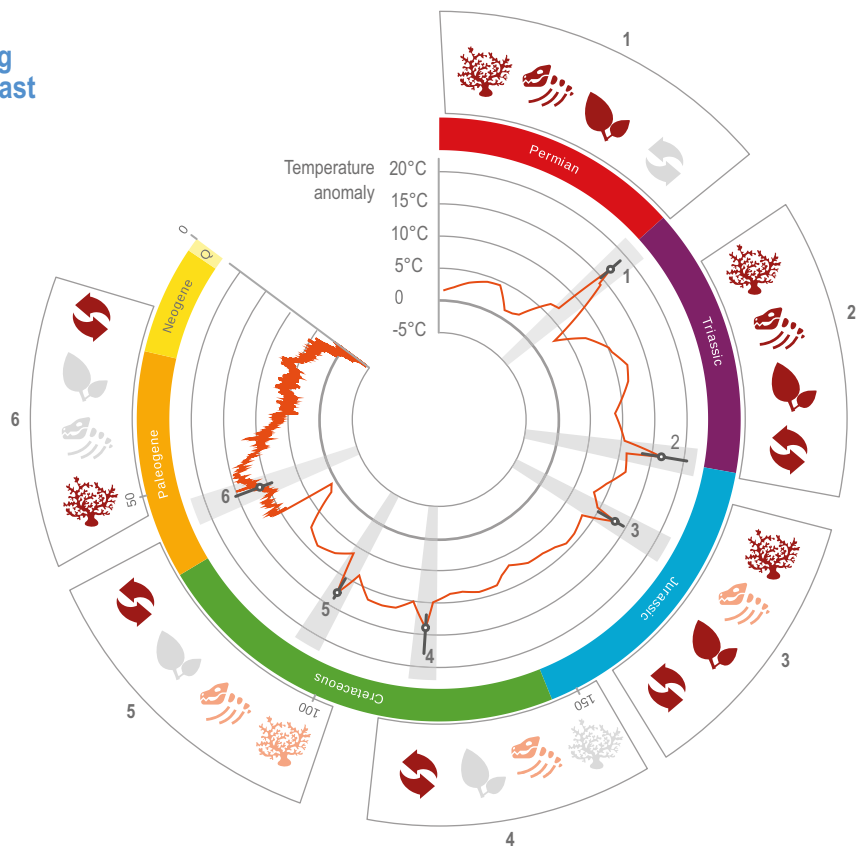 g
ast
1
Permian
Temperature
anomaly
20°C
15°C
10°C
5°C
0
-5°C
1
Triassic
2
2
0
Q
Neogene
Paleogene
6
50
6
3
Jurassic
3
4
5
Cretaceous
100
150
5
4